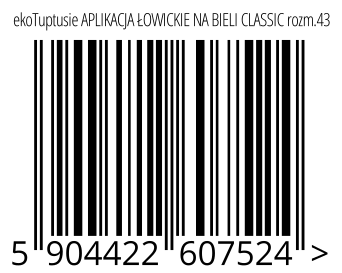 ekoTuptusie APLIKACJA ŁOWICKIE NA BIELI CLASSIC rozm.43
5 904422 607524 >